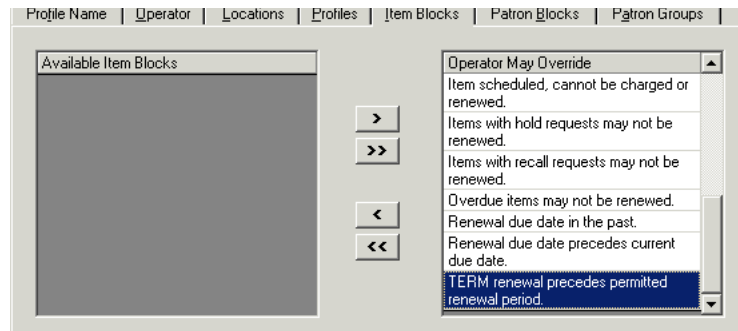 Profile Name Operator Locations Profiles Item Blocks Patron Blocks Patron Groups
Available Item Blocks
>
>>
<
<<
Operator May Override
Item scheduled, cannot be charged or
renewed.
Items with hold requests may not be
renewed.
Items with recall requests may not be
renewed.
Overdue items may not be renewed.
Renewal due date in the past.
Renewal due date precedes current
due date.
TERM renewal precedes permitted
renewal period.